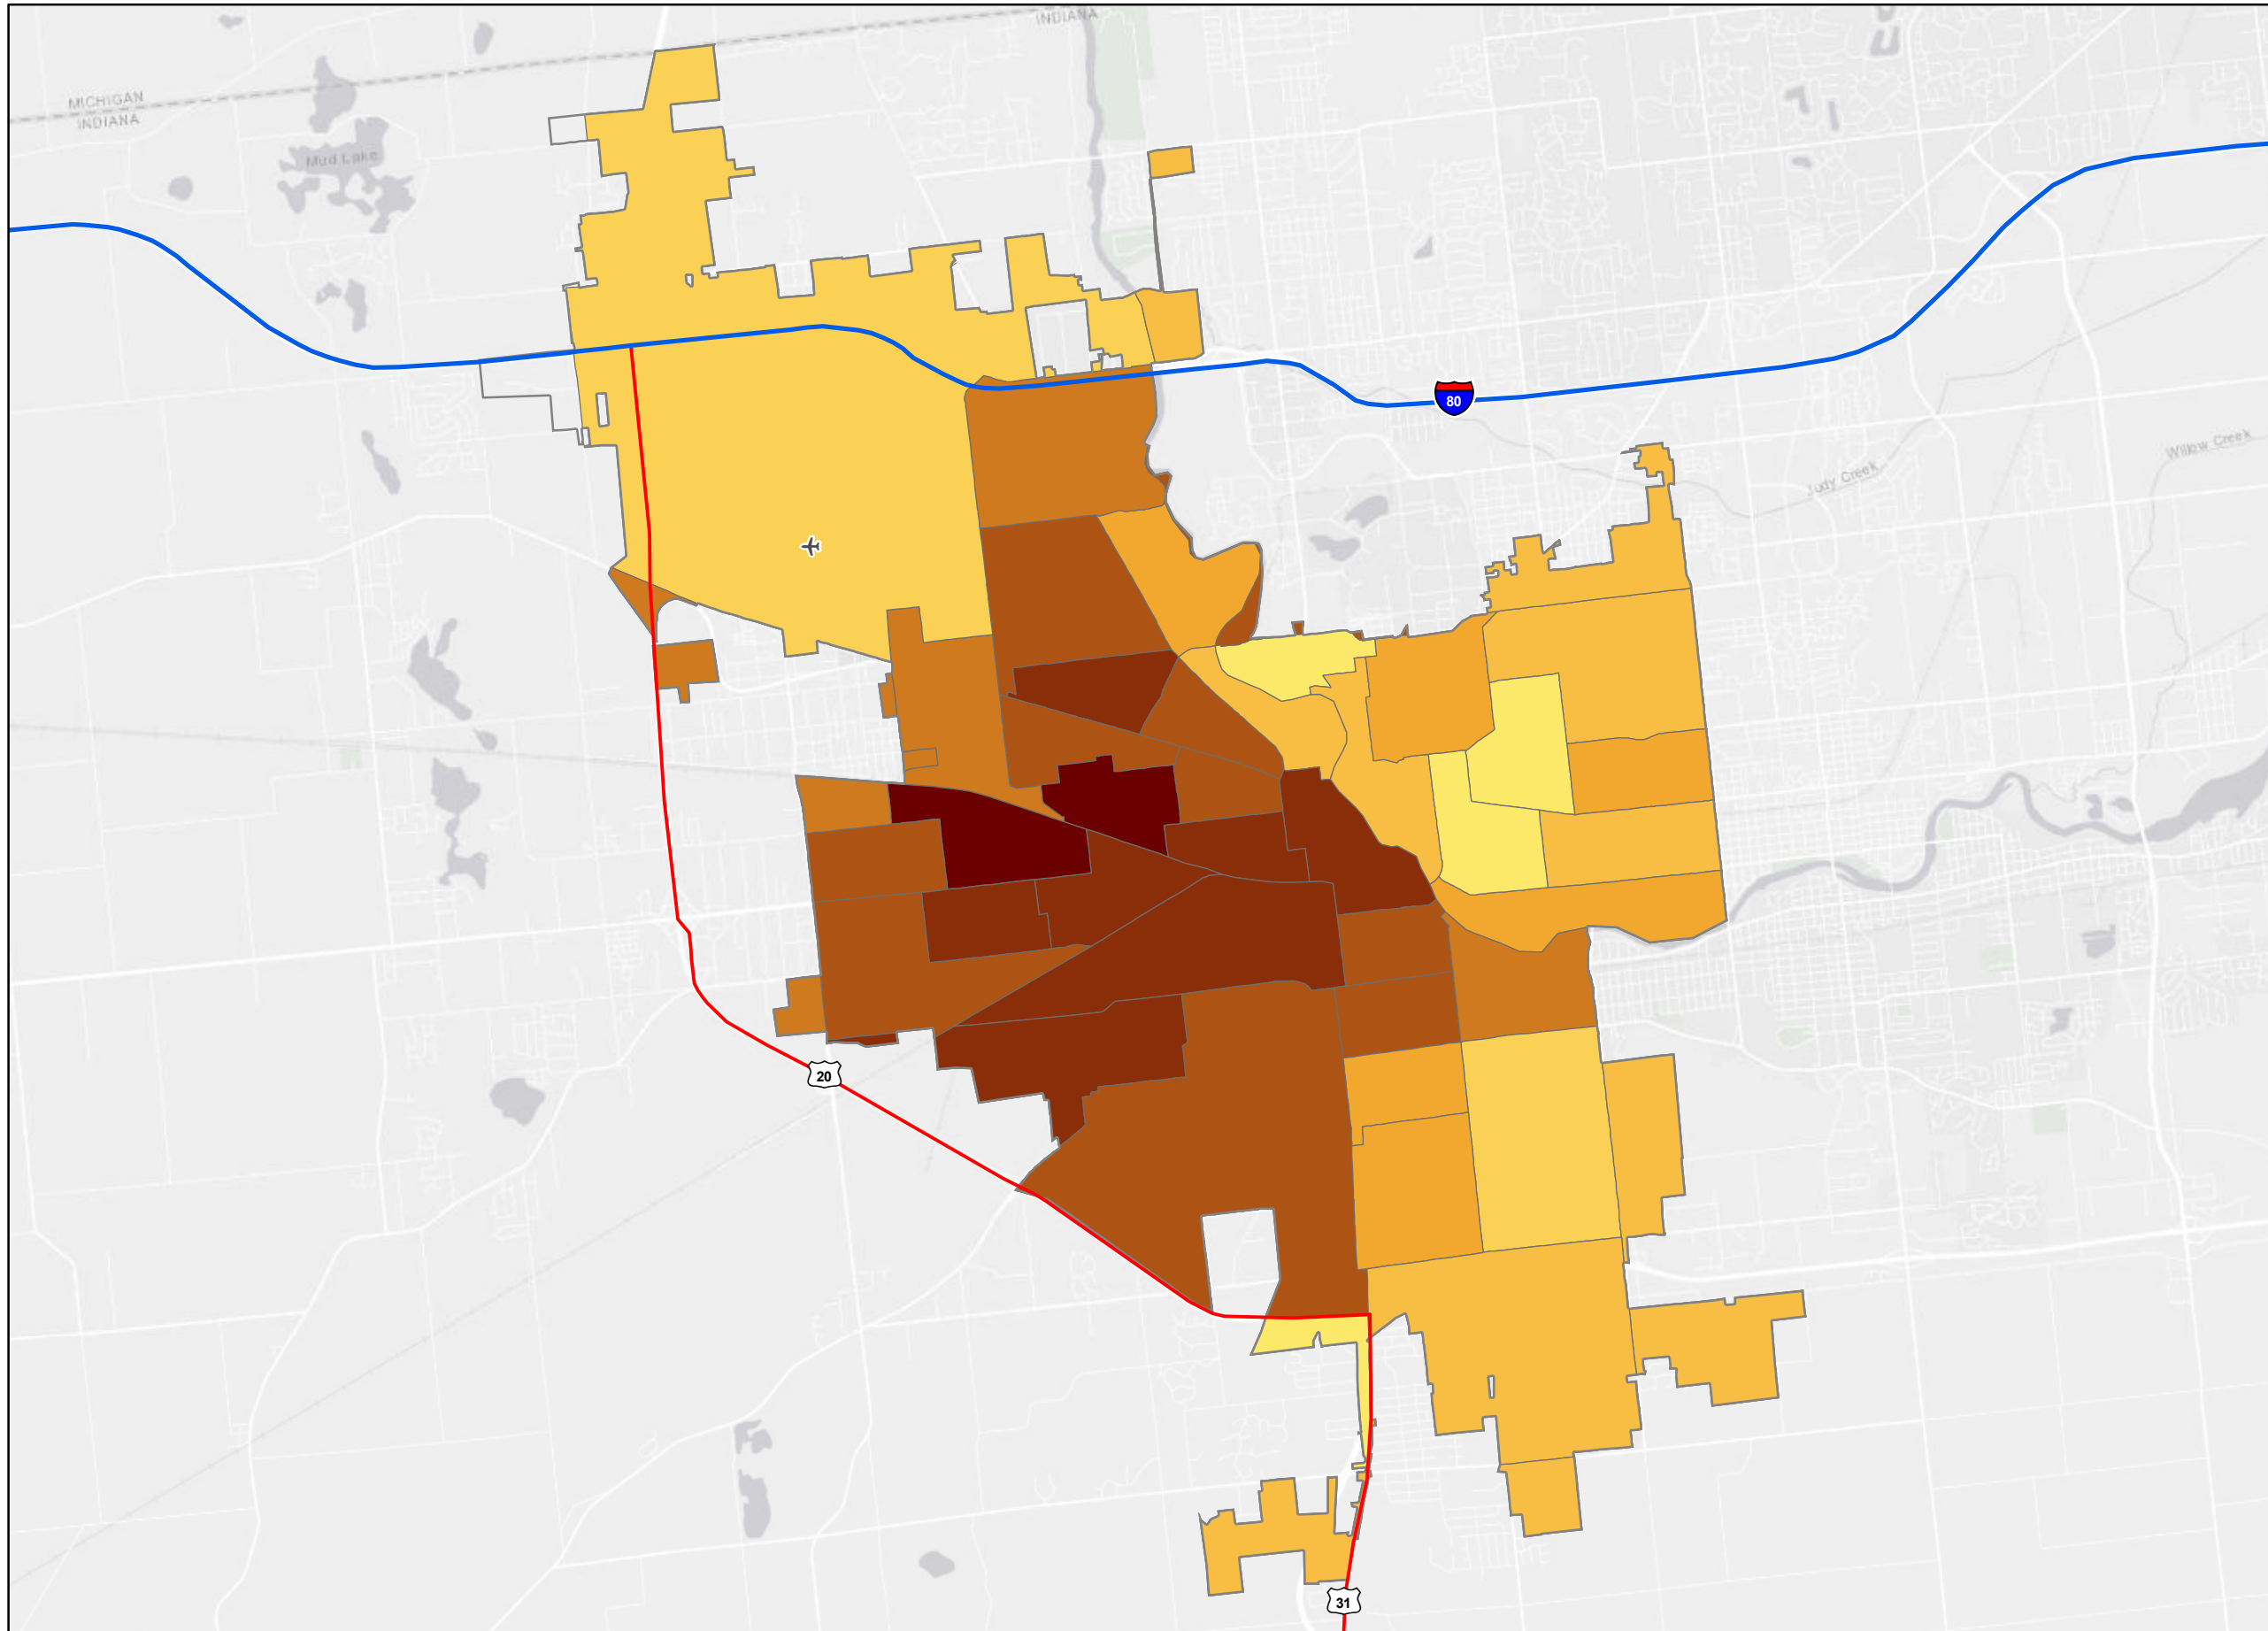 INDIANA
MICHIGAN
INDIANA
Mud Lake
80
Willow Creek
Judy Creek
20
31